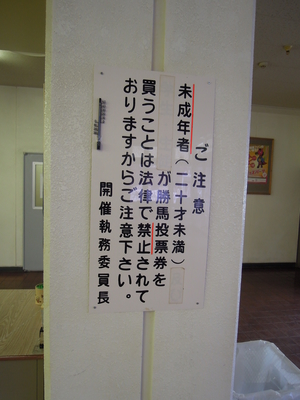 ご注意
未成年者(二十才未満)
が勝馬投票券を
買うことは法律で禁止されて
おりますからご注意下さい。
開催執務委員長